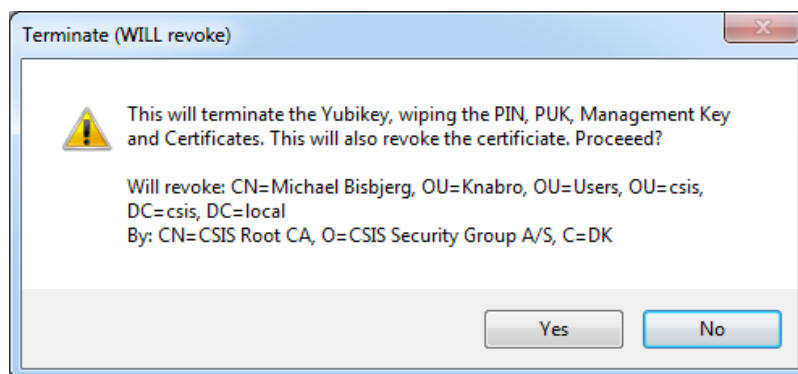 Terminate (WILL revoke)
This will terminate the Yubikey, wiping the PIN, PUK, Management Key
and Certificates. This will also revoke the certificiate. Proceeed?
Will revoke: CN=Michael Bisbjerg, OU=Knabro, OU=Users, OU=csis,
DC=csis, DC=local
By: CN=CSIS Root CA, O=CSIS Security Group A/S, C=DK
Yes No